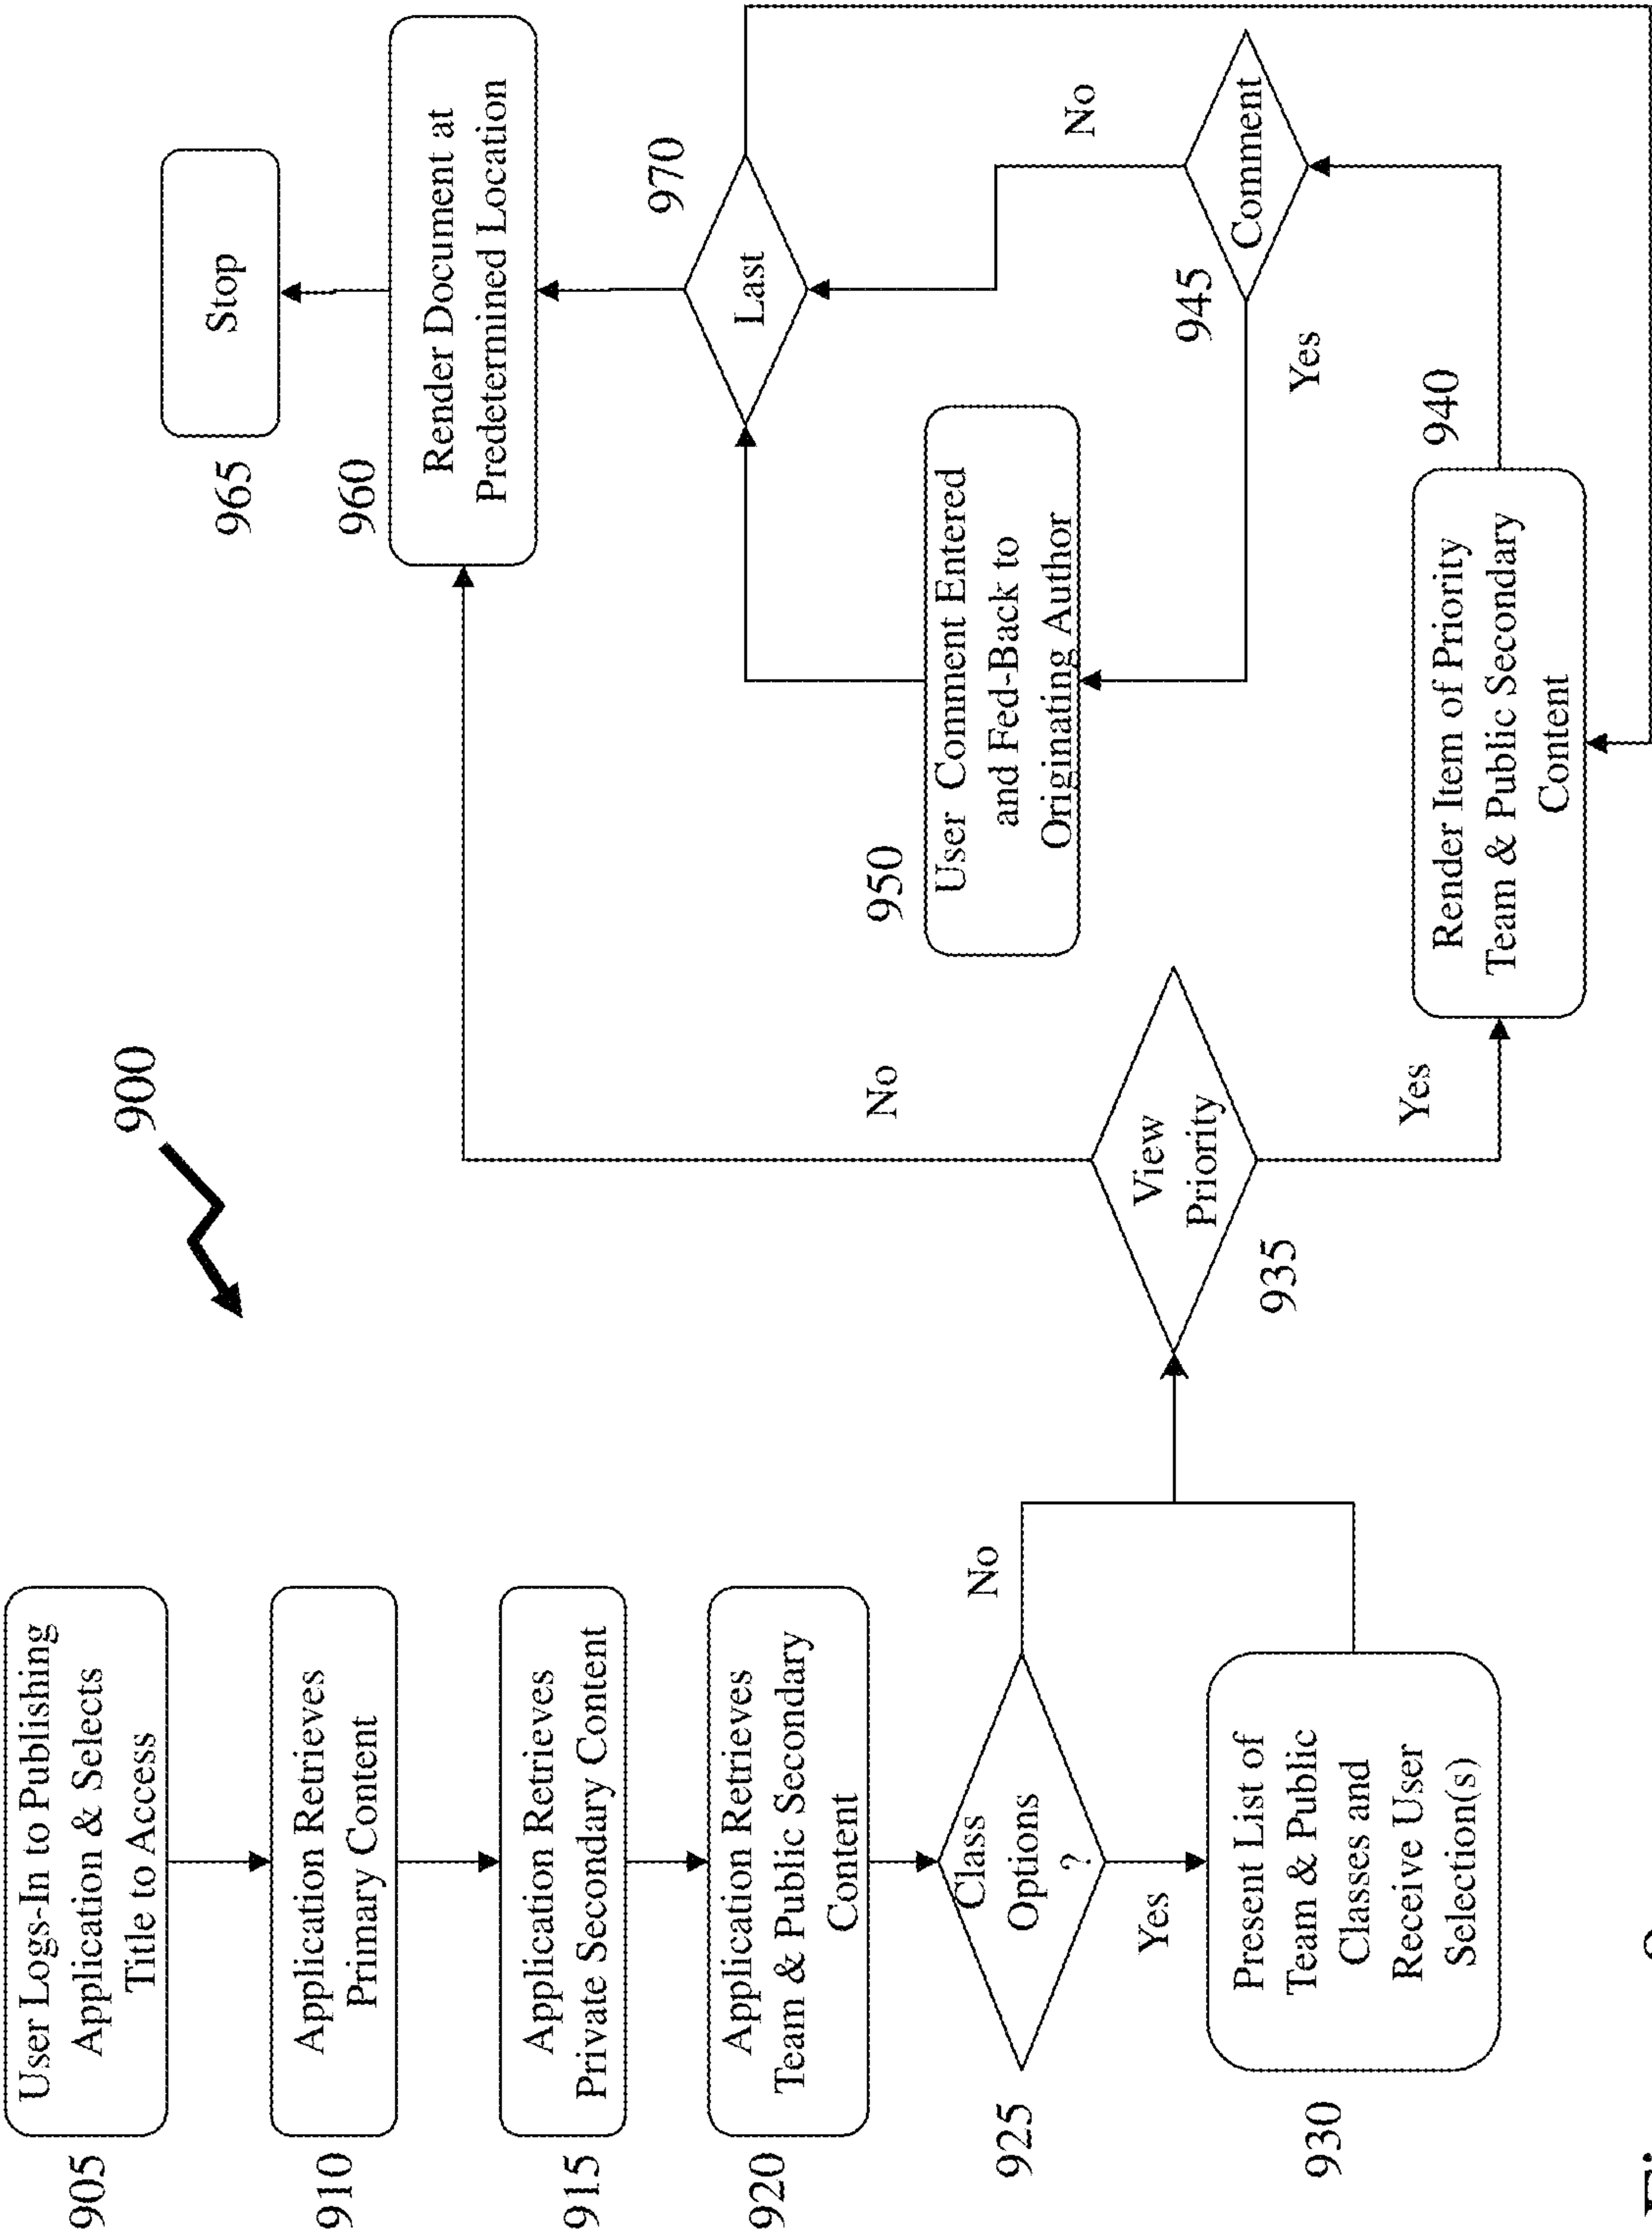 900
905
User Logs-In to Publishing
Application & Selects
Title to Access
910
Application Retrieves
Primary Content
915
Application Retrieves
Private Secondary Content
920
Application Retrieves
Team & Public Secondary
Content
925
Class
Options
?
No
Yes
930
Present List of
Team & Public
Classes and
Receive User
Selection(s)
View
Priority
935
No
Yes
940
Render Item of Priority
Team & Public Secondary
Content
945
Comment
No
Yes
950
User Comment Entered
and Fed-Back to
Originating Author
970
Last
960
Render Document at
Predetermined Location
965
Stop